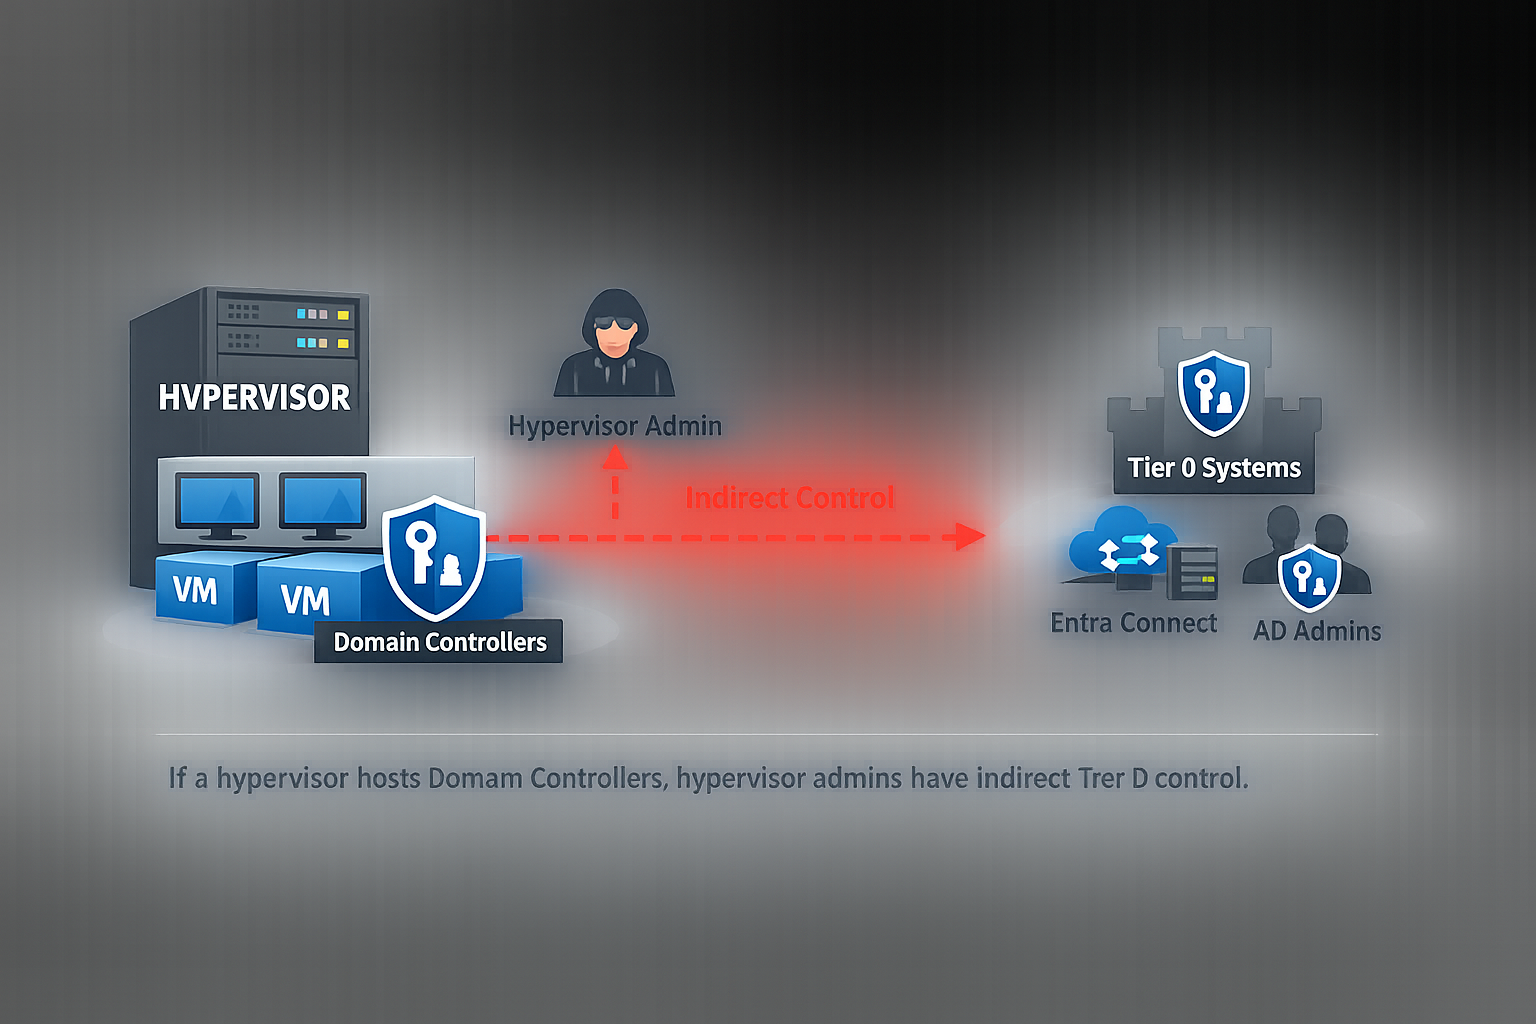 HVPERVISOR
Hypervisor Admin
Indirect Control
Tier 0 Systems
VM
VM
Domain Controllers
Entra Connect
AD Admins
If a hypervisor hosts Domam Controllers, hypervisor admins have indirect Trer D control.